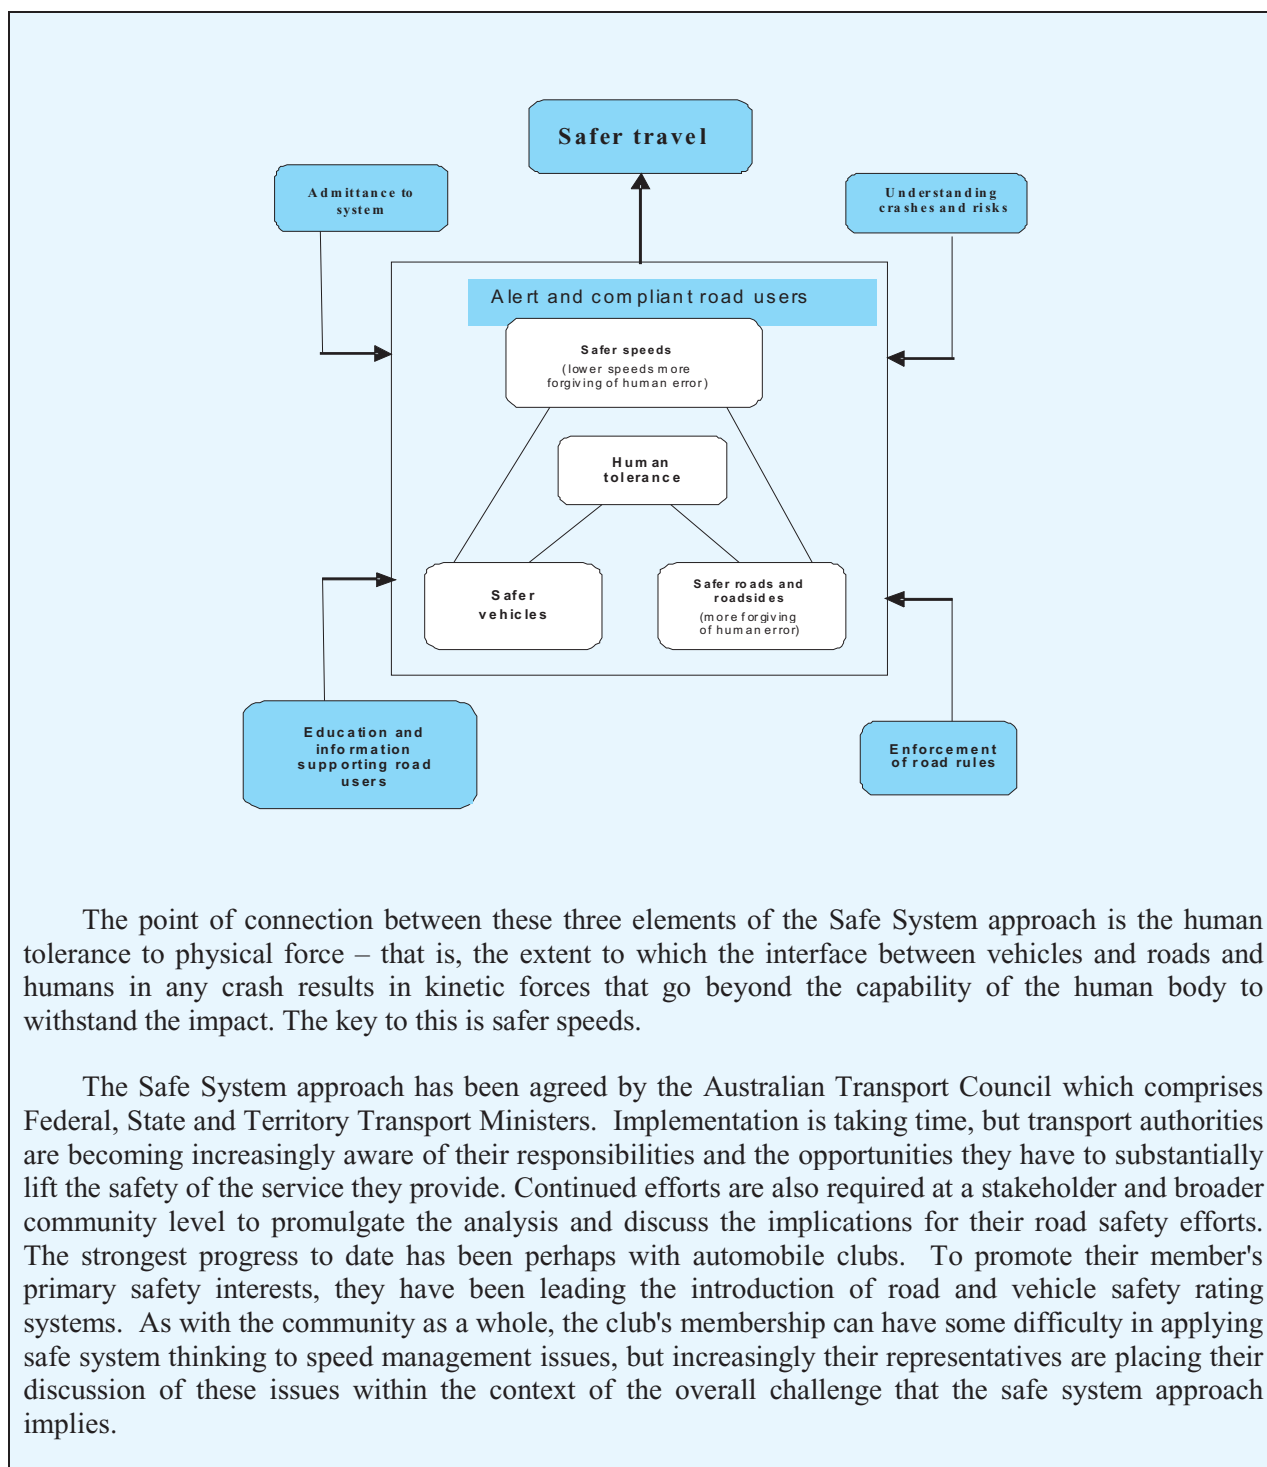 Safer travel
Admittance to
system
Understanding
crashes and risks
Alert and compliant road users
Safer speeds
(lower speeds more
forgiving of human error)
Human
tolerance
Safer
vehicles
Safer roads and
roadsides
(more forgiving
of human error)
Education and
information
supporting road
users
Enforcement
of road rules
The point of connection between these three elements of the Safe System approach is the human
tolerance to physical force – that is, the extent to which the interface between vehicles and roads and
humans in any crash results in kinetic forces that go beyond the capability of the human body to
withstand the impact. The key to this is safer speeds.
The Safe System approach has been agreed by the Australian Transport Council which comprises
Federal, State and Territory Transport Ministers. Implementation is taking time, but transport authorities
are becoming increasingly aware of their responsibilities and the opportunities they have to substantially
lift the safety of the service they provide. Continued efforts are also required at a stakeholder and broader
community level to promulgate the analysis and discuss the implications for their road safety efforts.
The strongest progress to date has been perhaps with automobile clubs. To promote their member's
primary safety interests, they have been leading the introduction of road and vehicle safety rating
systems. As with the community as a whole, the club's membership can have some difficulty in applying
safe system thinking to speed management issues, but increasingly their representatives are placing their
discussion of these issues within the context of the overall challenge that the safe system approach
implies.